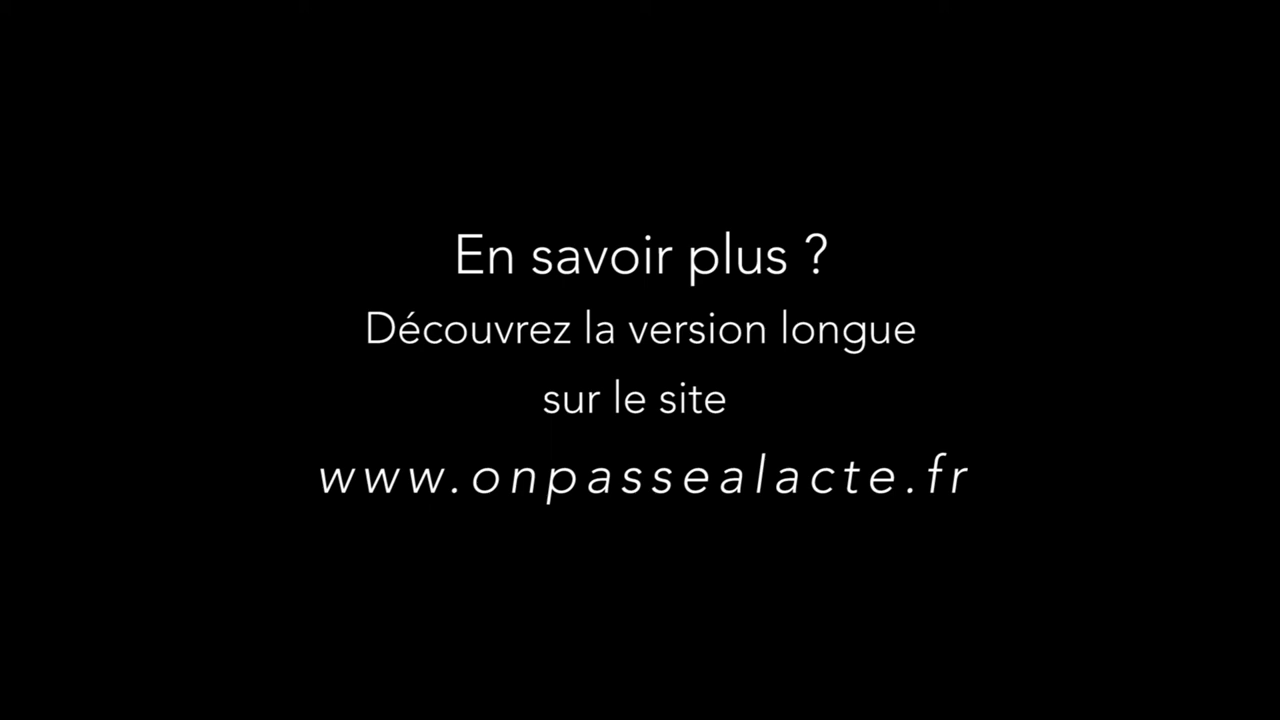 En savoir plus ?
Découvrez la version longue
sur le site
www.onpassealacte.fr